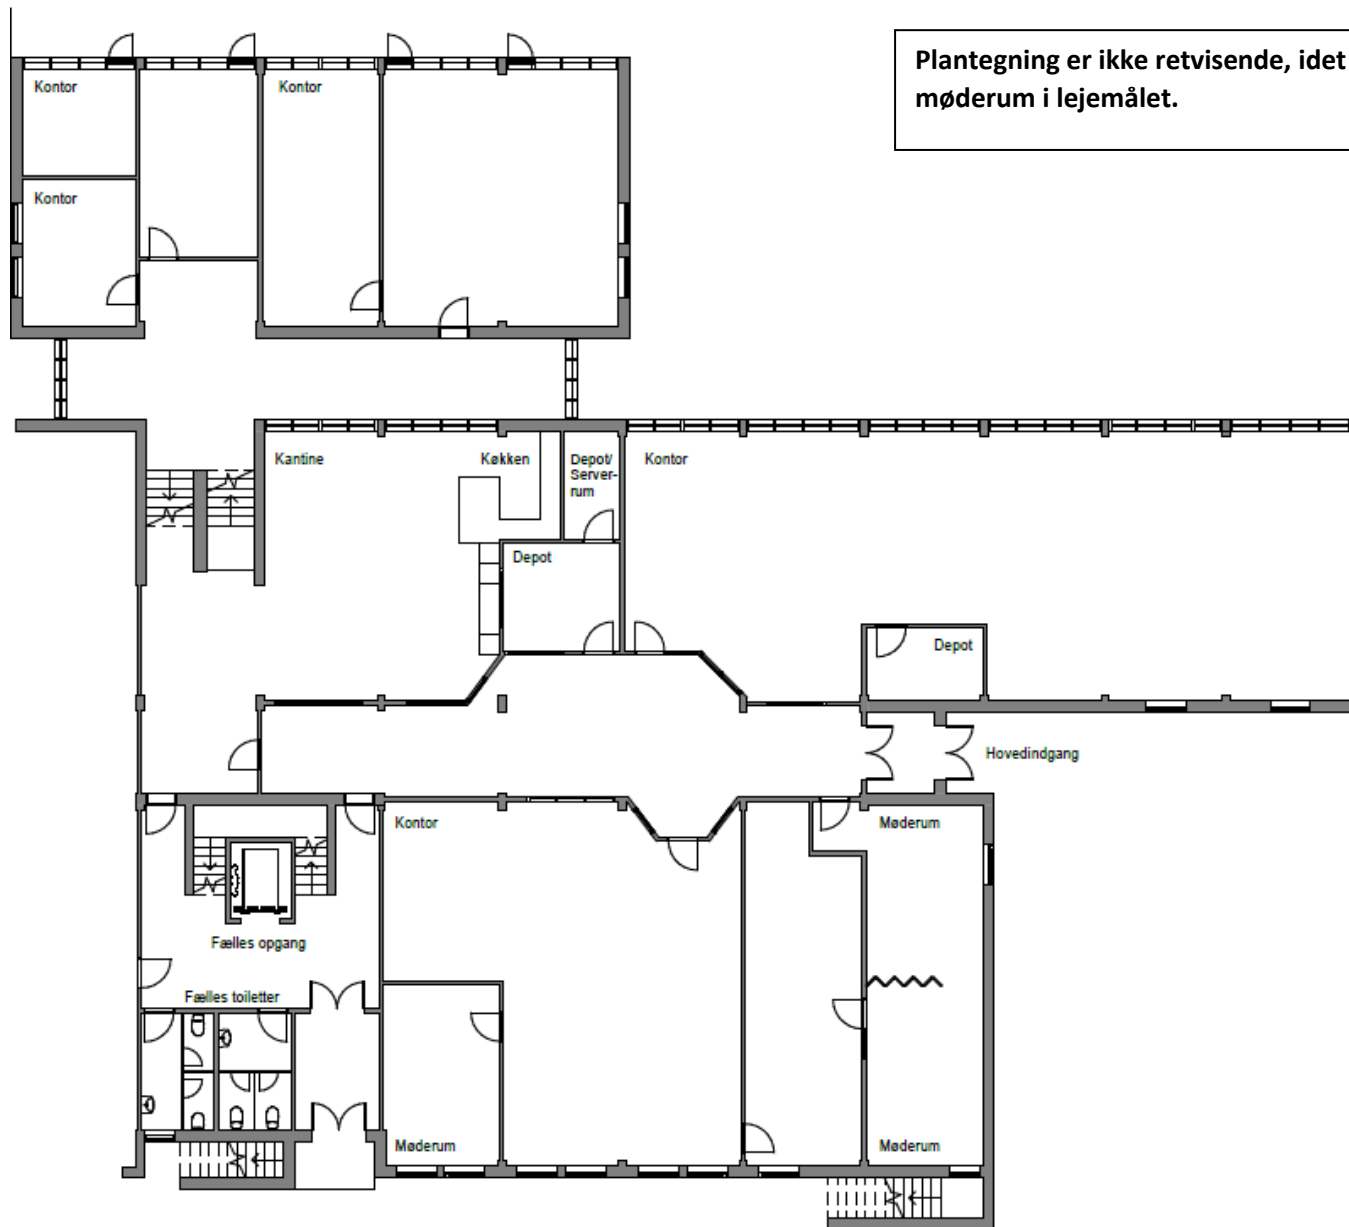 Plantegning er ikke retvisende, idet
møderum i lejemålet.
Kontor
Kontor
Kontor
Kantine
Køkken
Depot/
Server-
rum
Kontor
Depot
Depot
Hovedindgang
Kontor
Møderum
Fælles opgang
Fælles toiletter
Møderum
Møderum